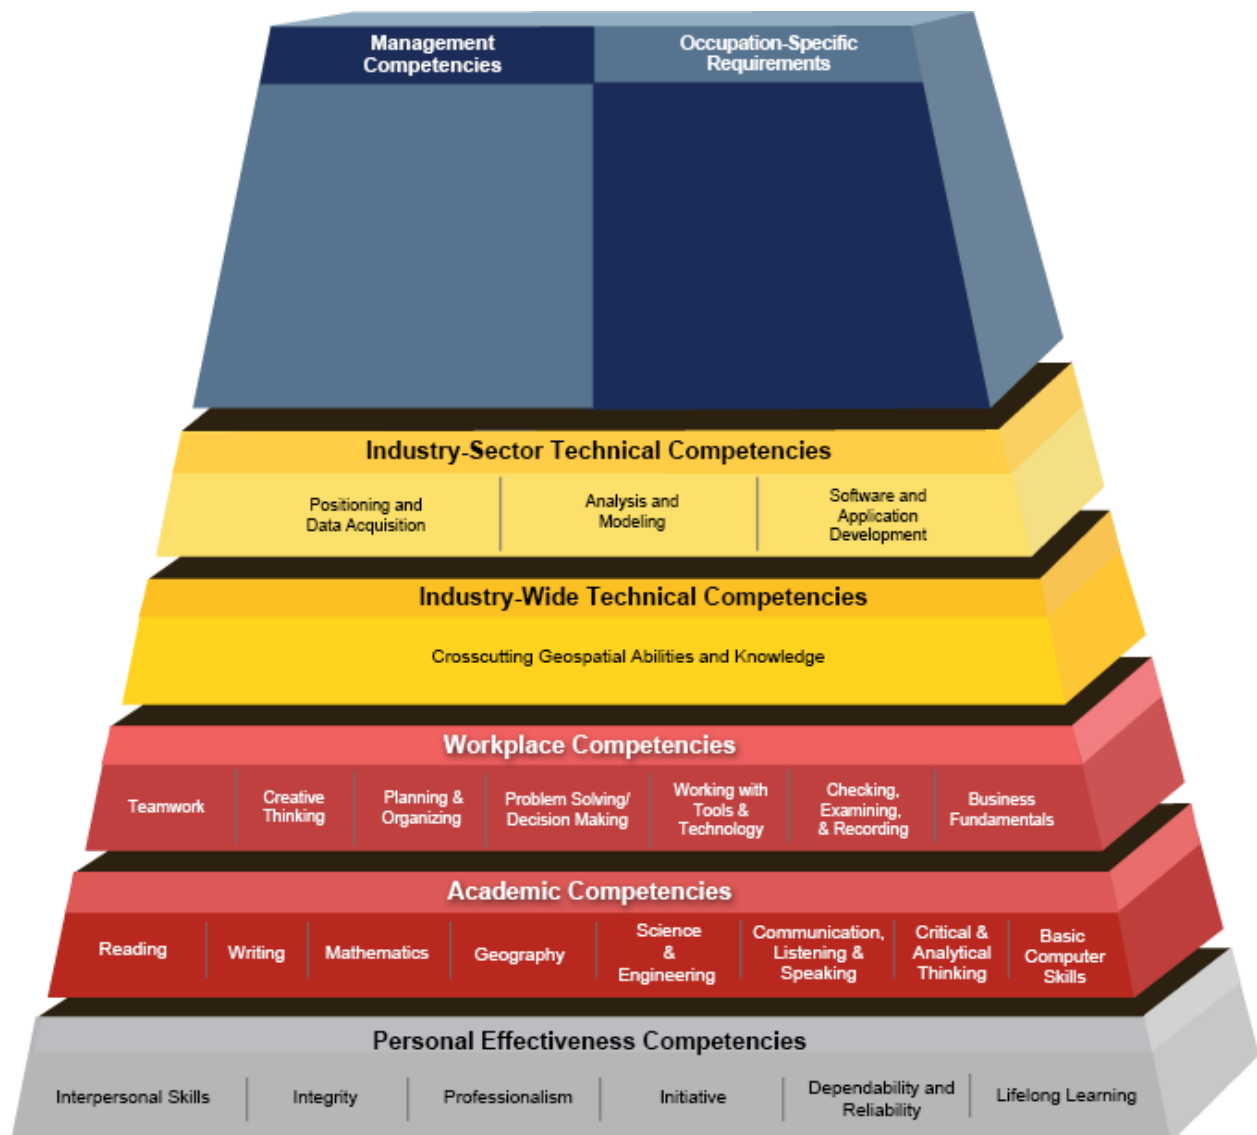 Management
Competencies
Occupation-Specific
Requirements
Industry-Sector Technical Competencies
Positioning and
Data Acquisition
Analysis and
Modeling
Software and
Application
Development
Industry-Wide Technical Competencies
Crosscutting Geospatial Abilities and Knowledge
Workplace Competencies
Teamwork
Creative
Thinking
Planning &
Organizing
Problem Solving/
Decision Making
Working with
Tools &
Technology
Checking,
Examining,
& Recording
Business
Fundamentals
Academic Competencies
Reading
Writing
Mathematics
Geography
Science
&
Engineering
Communication,
Listening &
Speaking
Critical &
Analytical
Thinking
Basic
Computer
Skills
Personal Effectiveness Competencies
Interpersonal Skills
Integrity
Professionalism
Initiative
Dependability and
Reliability
Lifelong Learning